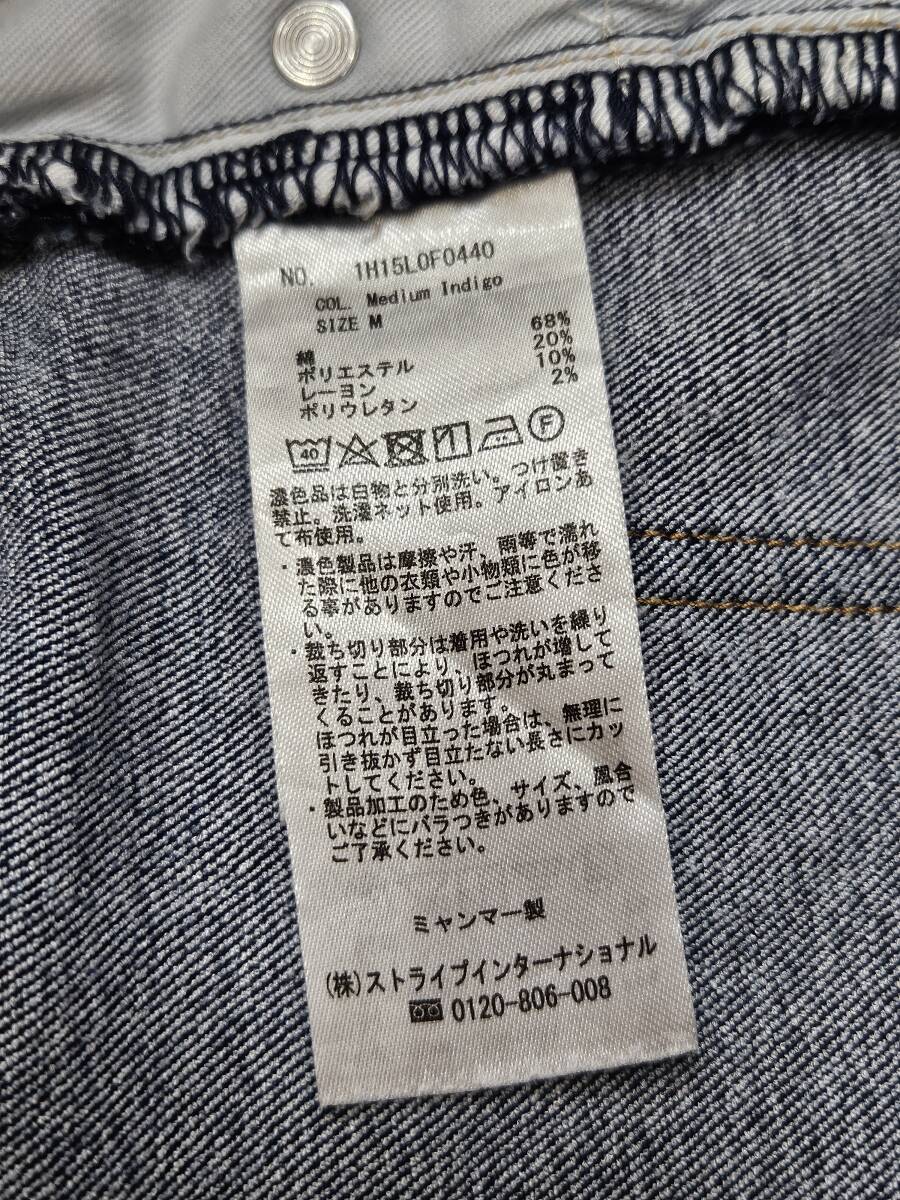 NO. 1H15L0F0440
COL. Medium Indigo
SIZE M
綿 68%
ポリエステル 20%
レーヨン 10%
ポリウレタン 2%
40 F
濃色品は白物と分別洗い。つけ置き
禁止。洗濯ネット使用。アイロンあ
て布使用。
・濃色製品は摩擦や汗、雨等で濡れ
た際に他の衣類や小物類に色が移
る事がありますのでご注意くださ
い。
・裁ち切り部分は着用や洗いを繰り
返すことにより、ほつれが増して
きたり、裁ち切り部分が丸まって
くることがあります。
ほつれが目立った場合は、無理に
引き抜かず目立たない長さにカッ
トしてください。
・製品加工のため色、サイズ、風合
いなどにバラつきがありますので
ご了承ください。
ミャンマー製
(株)ストライプインターナショナル
0120-806-008